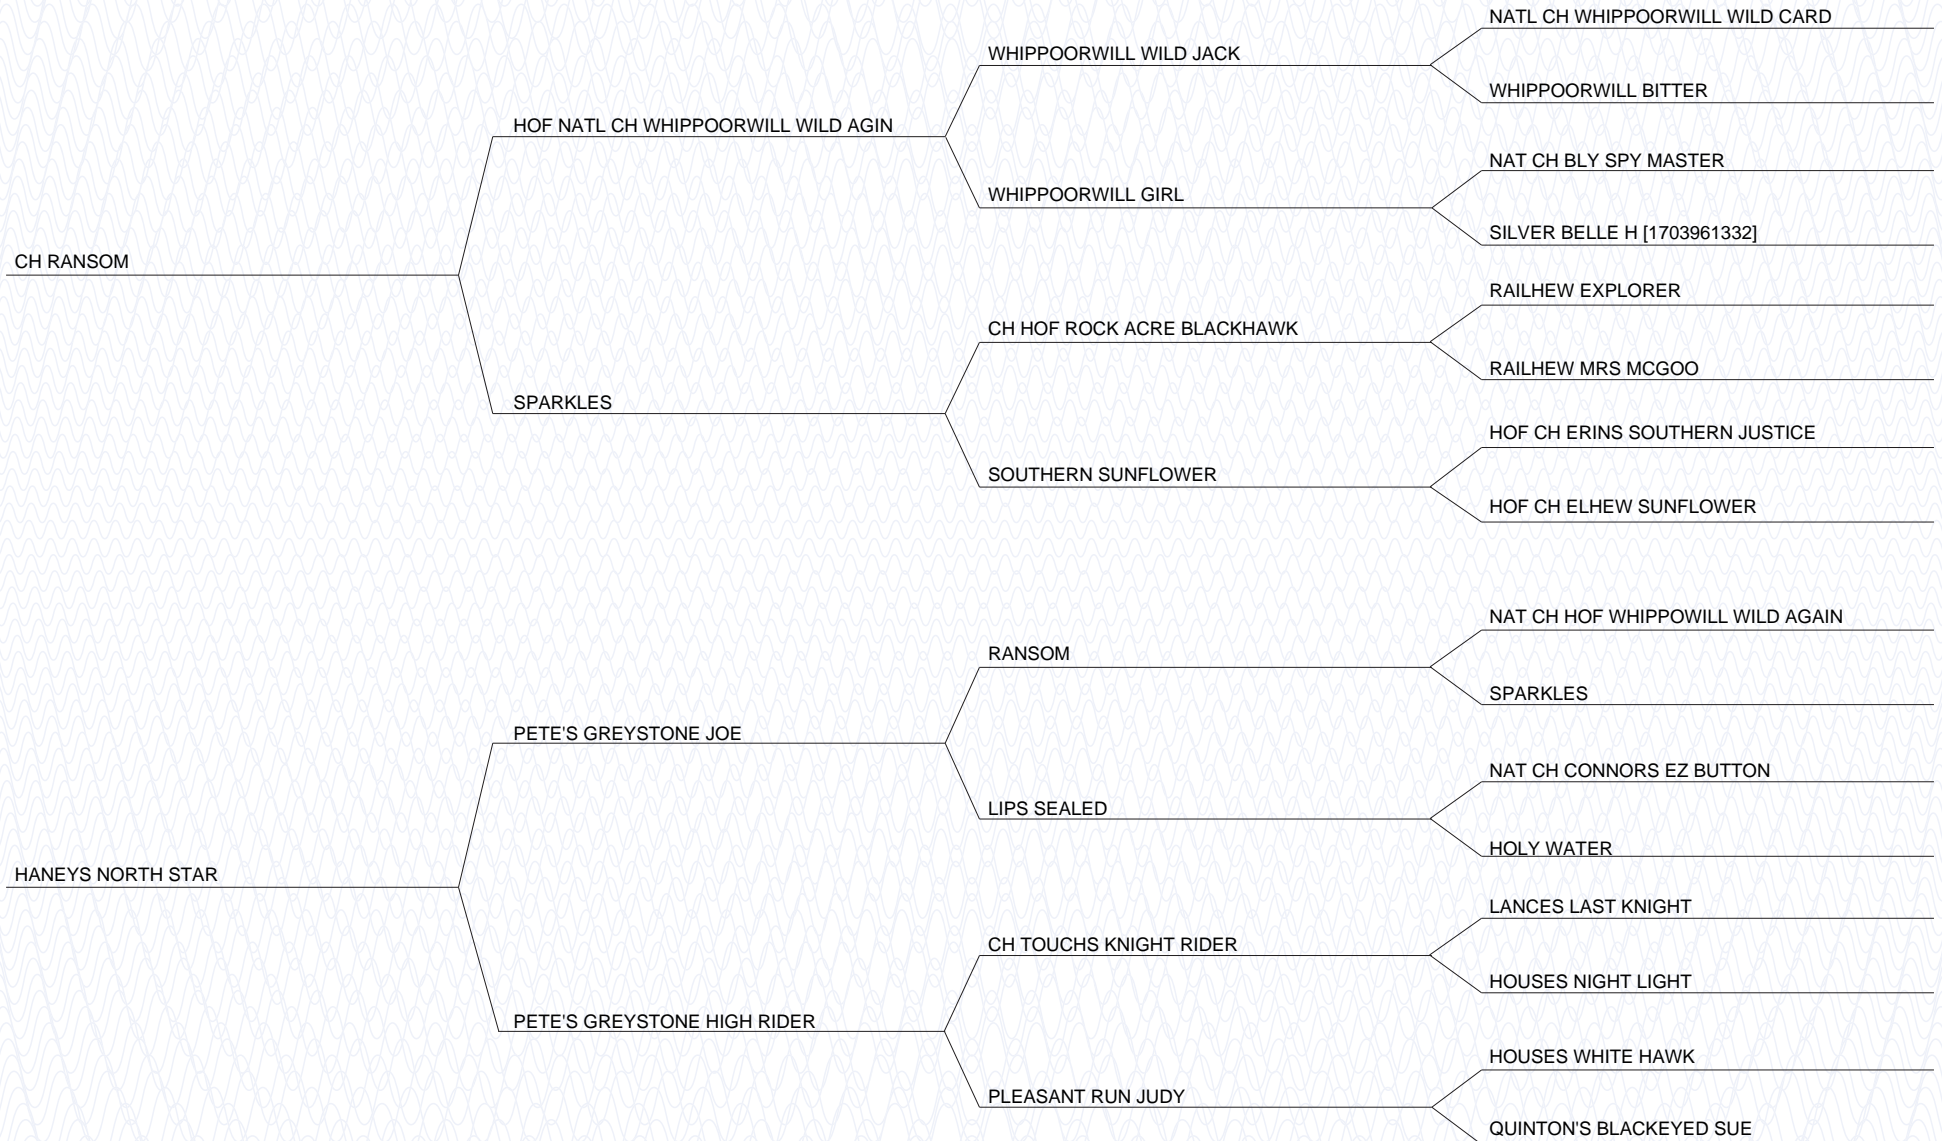 NATL CH WHIPPOORWILL WILD CARD
WHIPPOORWILL WILD JACK
WHIPPOORWILL BITTER
HOF NATL CH WHIPPOORWILL WILD AGIN
NAT CH BLY SPY MASTER
WHIPPOORWILL GIRL
SILVER BELLE H [1703961332]
CH RANSOM
RAILHEW EXPLORER
CH HOF ROCK ACRE BLACKHAWK
RAILHEW MRS MCGOO
SPARKLES
HOF CH ERINS SOUTHERN JUSTICE
SOUTHERN SUNFLOWER
HOF CH ELHEW SUNFLOWER
NAT CH HOF WHIPPOWILL WILD AGAIN
RANSOM
SPARKLES
PETE'S GREYSTONE JOE
NAT CH CONNORS EZ BUTTON
LIPS SEALED
HOLY WATER
HANEYS NORTH STAR
LANCES LAST KNIGHT
CH TOUCHS KNIGHT RIDER
HOUSES NIGHT LIGHT
PETE'S GREYSTONE HIGH RIDER
HOUSES WHITE HAWK
PLEASANT RUN JUDY
QUINTON'S BLACKEYED SUE